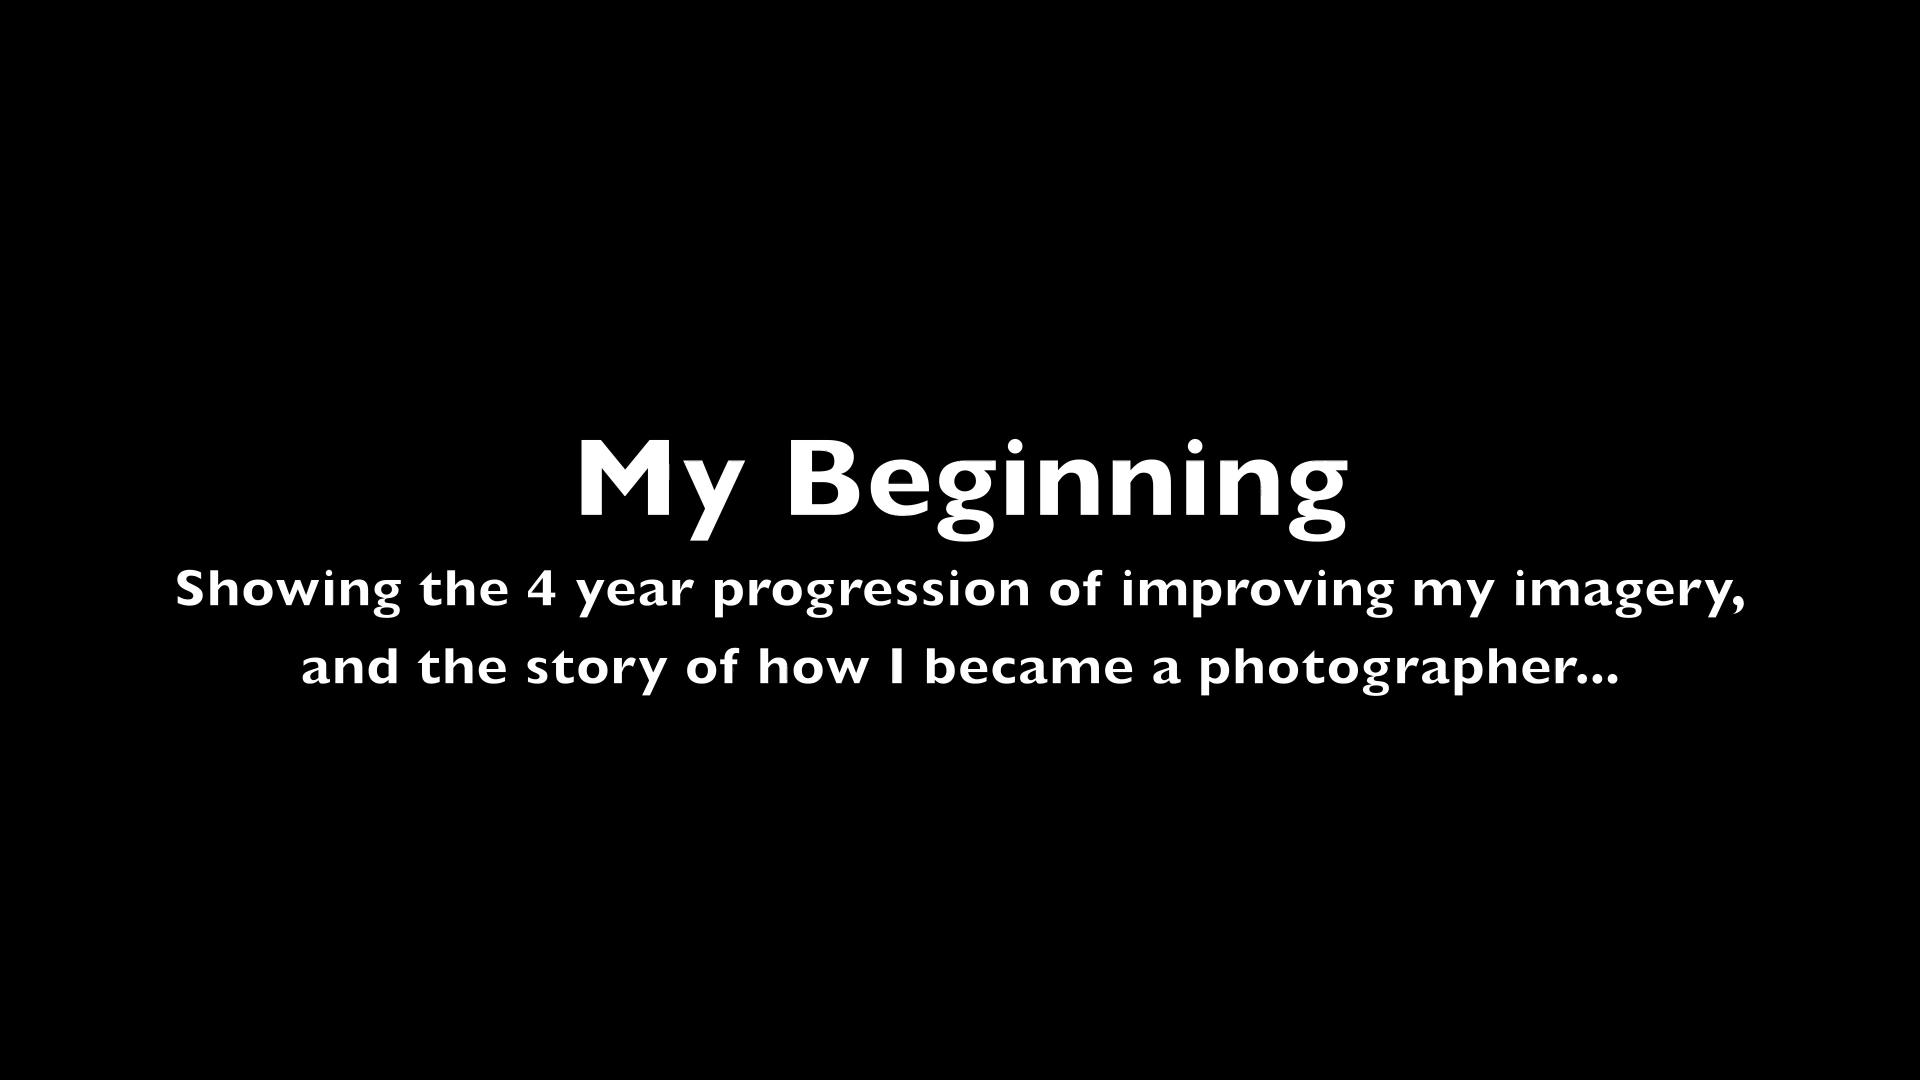 My Beginning
Showing the 4 year progression of improving my imagery,
and the story of how I became a photographer...